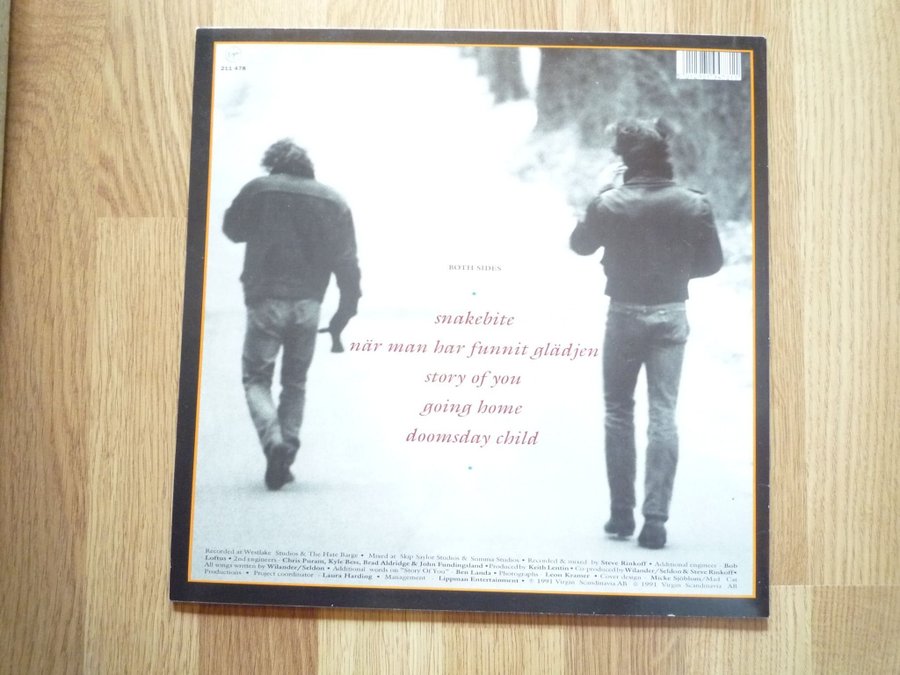 Virgin
211 478
BOTH SIDES
snakebite
när man har funnit glädjen
story of you
going home
doomsday child
Recorded at Westlake Studios & The Hate Barge • Mixed at Skip Saylor Studios & Summa Studios • Recorded & mixed by Steve Rinkoff • Additional engineer Bob
Loftus • 2nd engineers Chris Puram, Kyle Bess, Brad Aldridge & John Fundingsland • Produced by Keith Lentin • Co-produced by Wilander/Seldon & Steve Rinkoff •
All songs written by Wilander/Seldon • Additional words on "Story Of You" Ben Landa • Photographs Leon Kramer • Cover design Micke Sjöblom/Mad Cat
Productions • Project coordinator Laura Harding • Management Lippman Entertainment • ℗ 1991 Virgin Scandinavia AB © 1991 Virgin Scandinavia AB